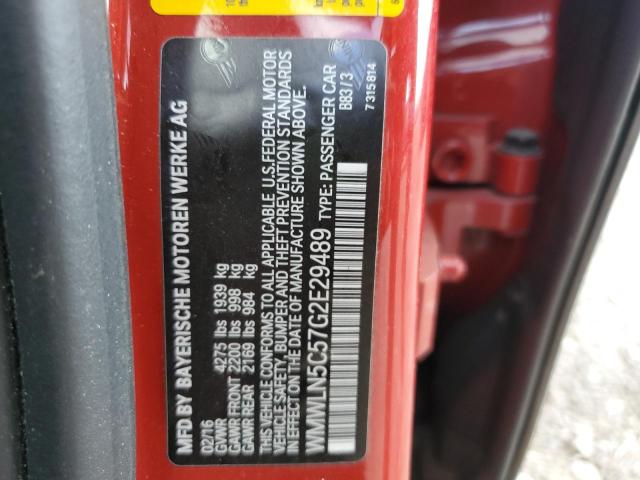 MFD BY BAYERISCHE MOTOREN WERKE AG
02/16
GVWR 4275 lbs 1939 kg
GAWR FRONT 2200 lbs 998 kg
GAWR REAR 2169 lbs 984 kg
THIS VEHICLE CONFORMS TO ALL APPLICABLE U.S.FEDERAL MOTOR
VEHICLE SAFETY, BUMPER AND THEFT PREVENTION STANDARDS
IN EFFECT ON THE DATE OF MANUFACTURE SHOWN ABOVE.
WMWLN5C57G2E29489 TYPE: PASSENGER CAR
B83/3
7 315 814